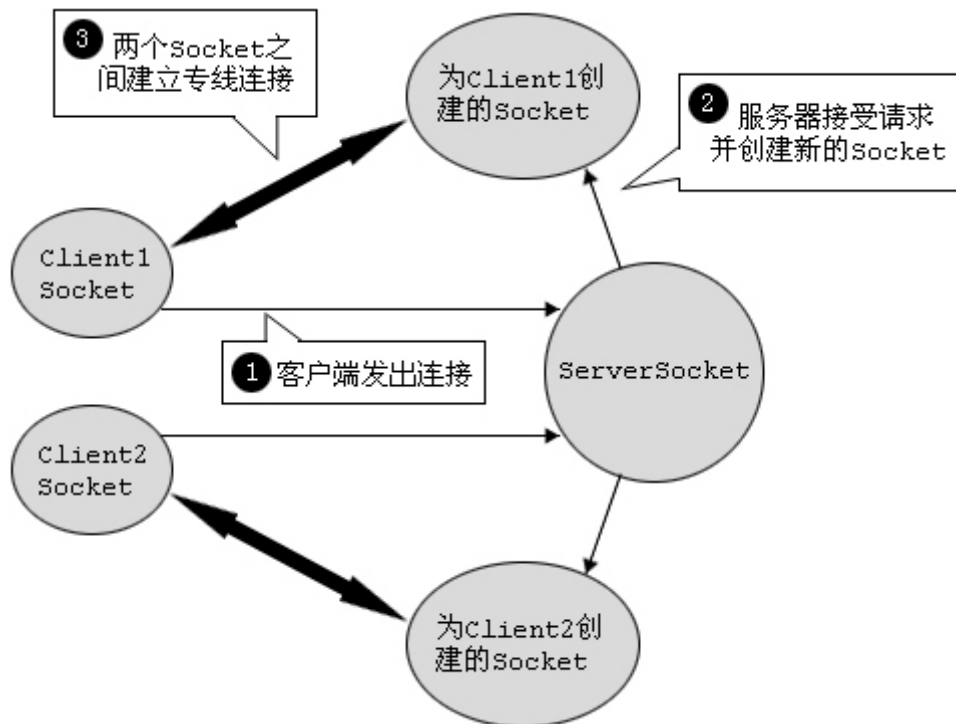 3 两个Socket之
间建立专线连接
为Client1创
建的Socket
2 服务器接受请求
并创建新的Socket
Client1
Socket
1 客户端发出连接
ServerSocket
Client2
Socket
为Client2创
建的Socket